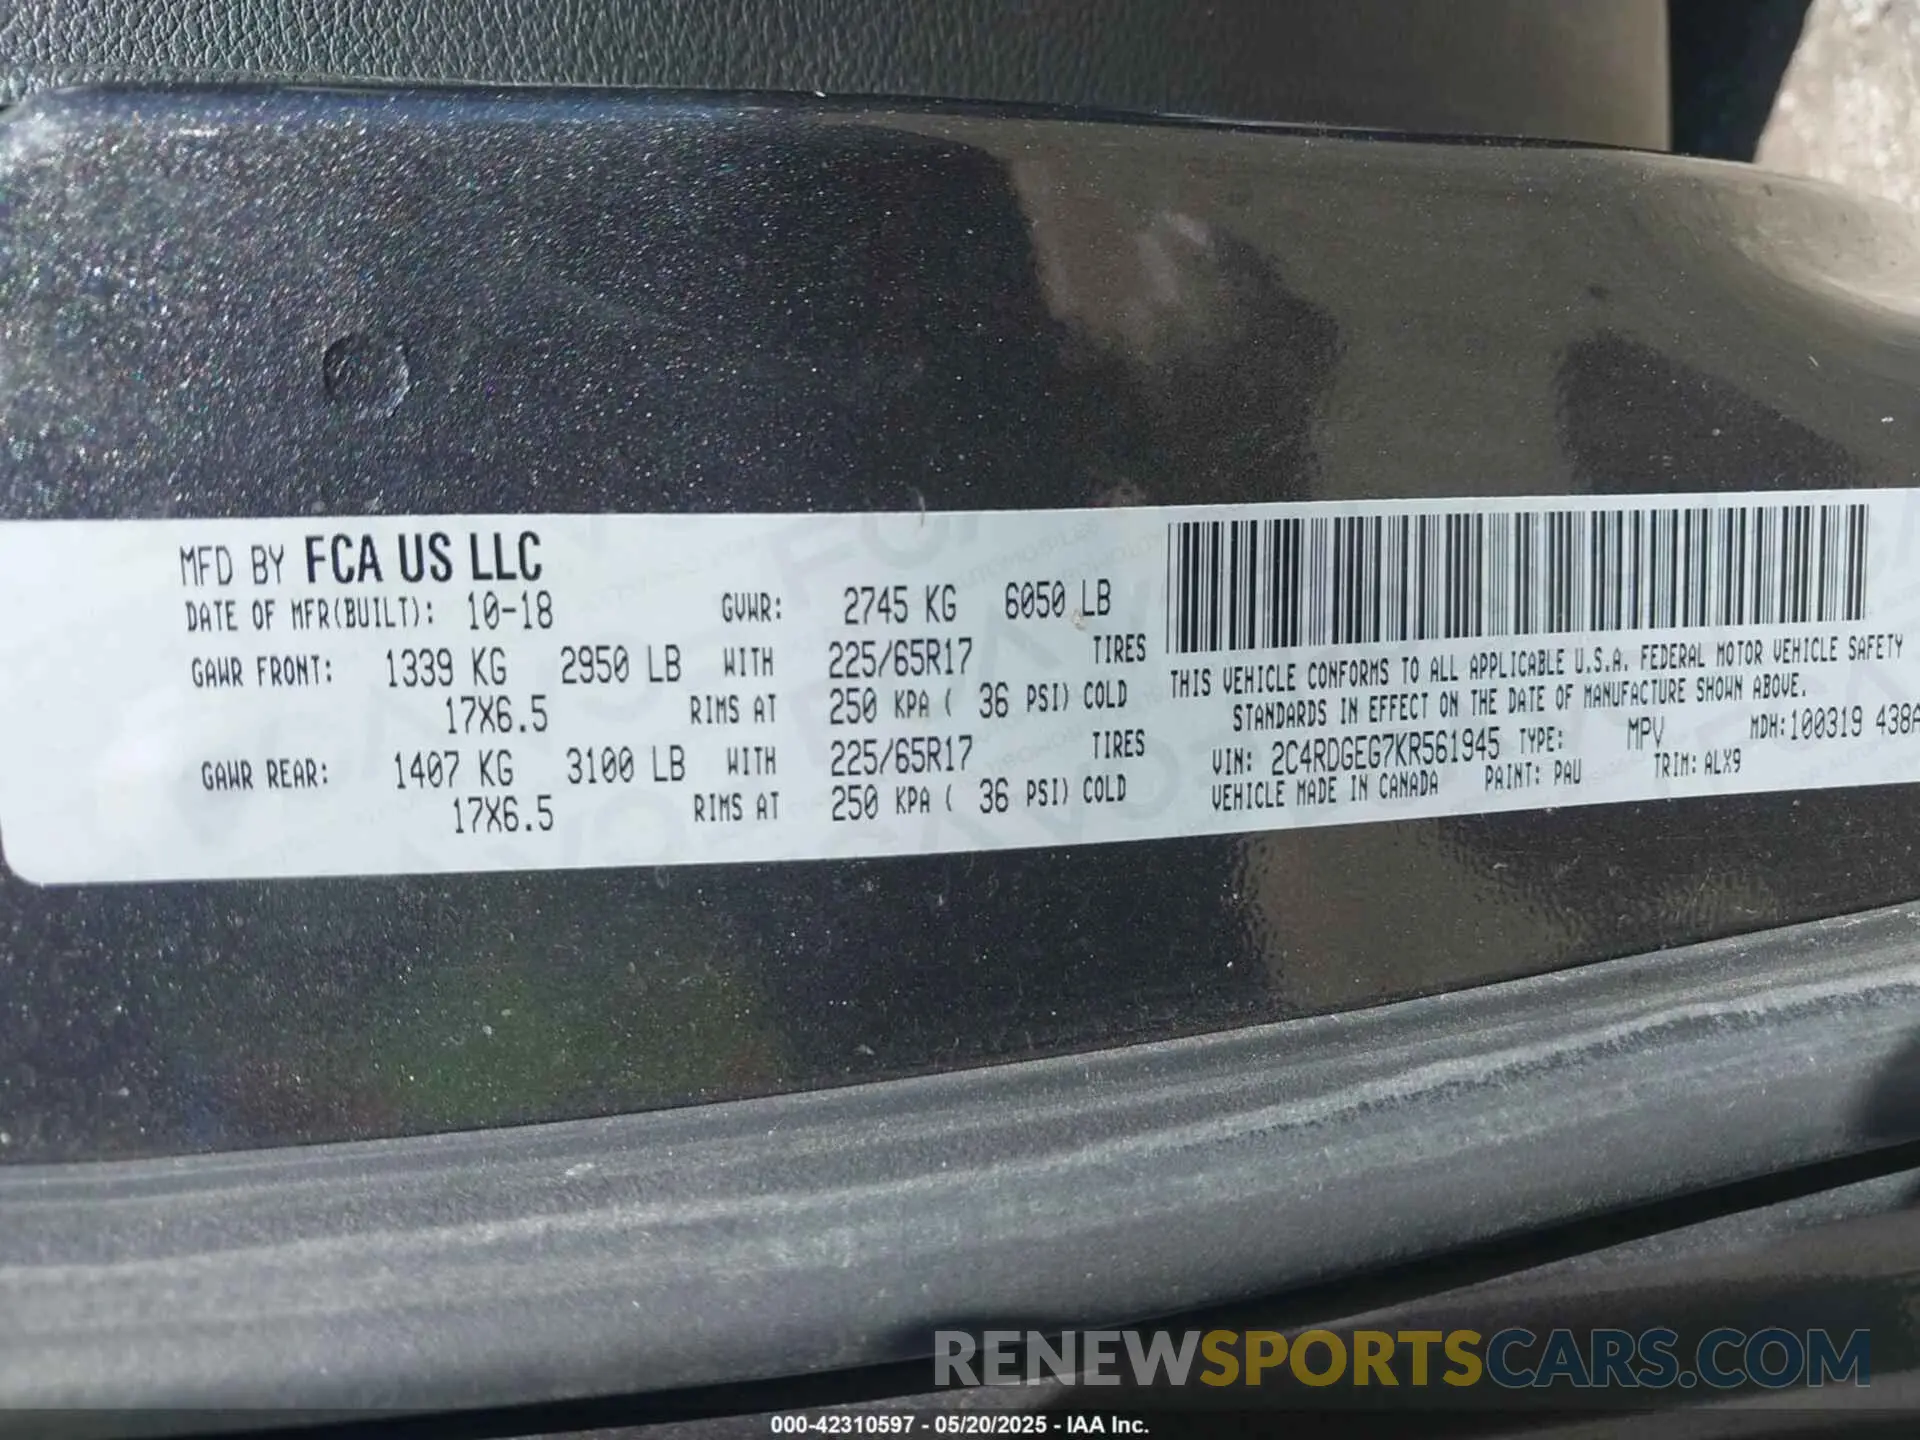 MFD BY FCA US LLC
DATE OF MFR(BUILT): 10-18 GVWR: 2745 KG 6050 LB
GAWR FRONT: 1339 KG 2950 LB WITH 225/65R17 TIRES
17X6.5 RIMS AT 250 KPA ( 36 PSI) COLD
GAWR REAR: 1407 KG 3100 LB WITH 225/65R17 TIRES
17X6.5 RIMS AT 250 KPA ( 36 PSI) COLD
THIS VEHICLE CONFORMS TO ALL APPLICABLE U.S.A. FEDERAL MOTOR VEHICLE SAFETY
STANDARDS IN EFFECT ON THE DATE OF MANUFACTURE SHOWN ABOVE.
VIN: 2C4RDGEG7KR561945 TYPE: MPV MDH:100319 438A
VEHICLE MADE IN CANADA PAINT: PAU TRIM: ALX9
RENEWSPORTSCARS.COM
000-42310597 - 05/20/2025 - IAA Inc.